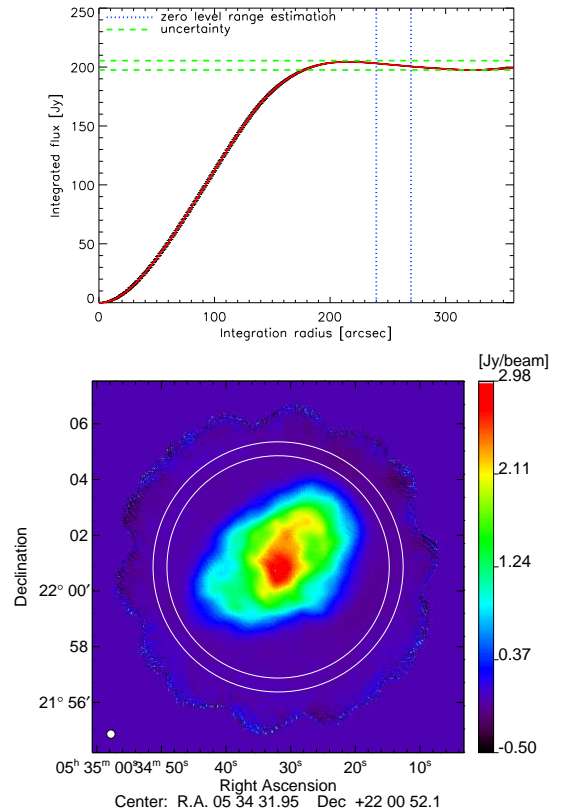 250
200
150
100
50
0
Integrated flux [Jy]
zero level range estimation
uncertainty
0 100 200 300
Integration radius [arcsec]
[Jy/beam]
2.98
2.11
1.24
0.37
-0.50
06
04
02
22° 00′
58
21° 56′
Declination
05h 35m 00s 34m 50s 40s 30s 20s 10s
Right Ascension
Center: R.A. 05 34 31.95 Dec +22 00 52.1